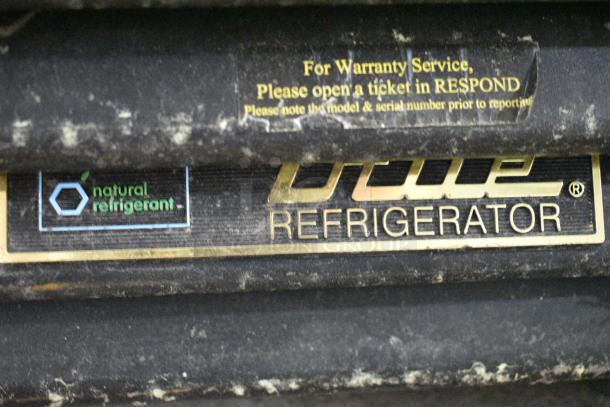 For Warranty Service,
Please open a ticket in RESPOND
Please note the model & serial number prior to reporting
natural
refrigerant
®
REFRIGERATOR